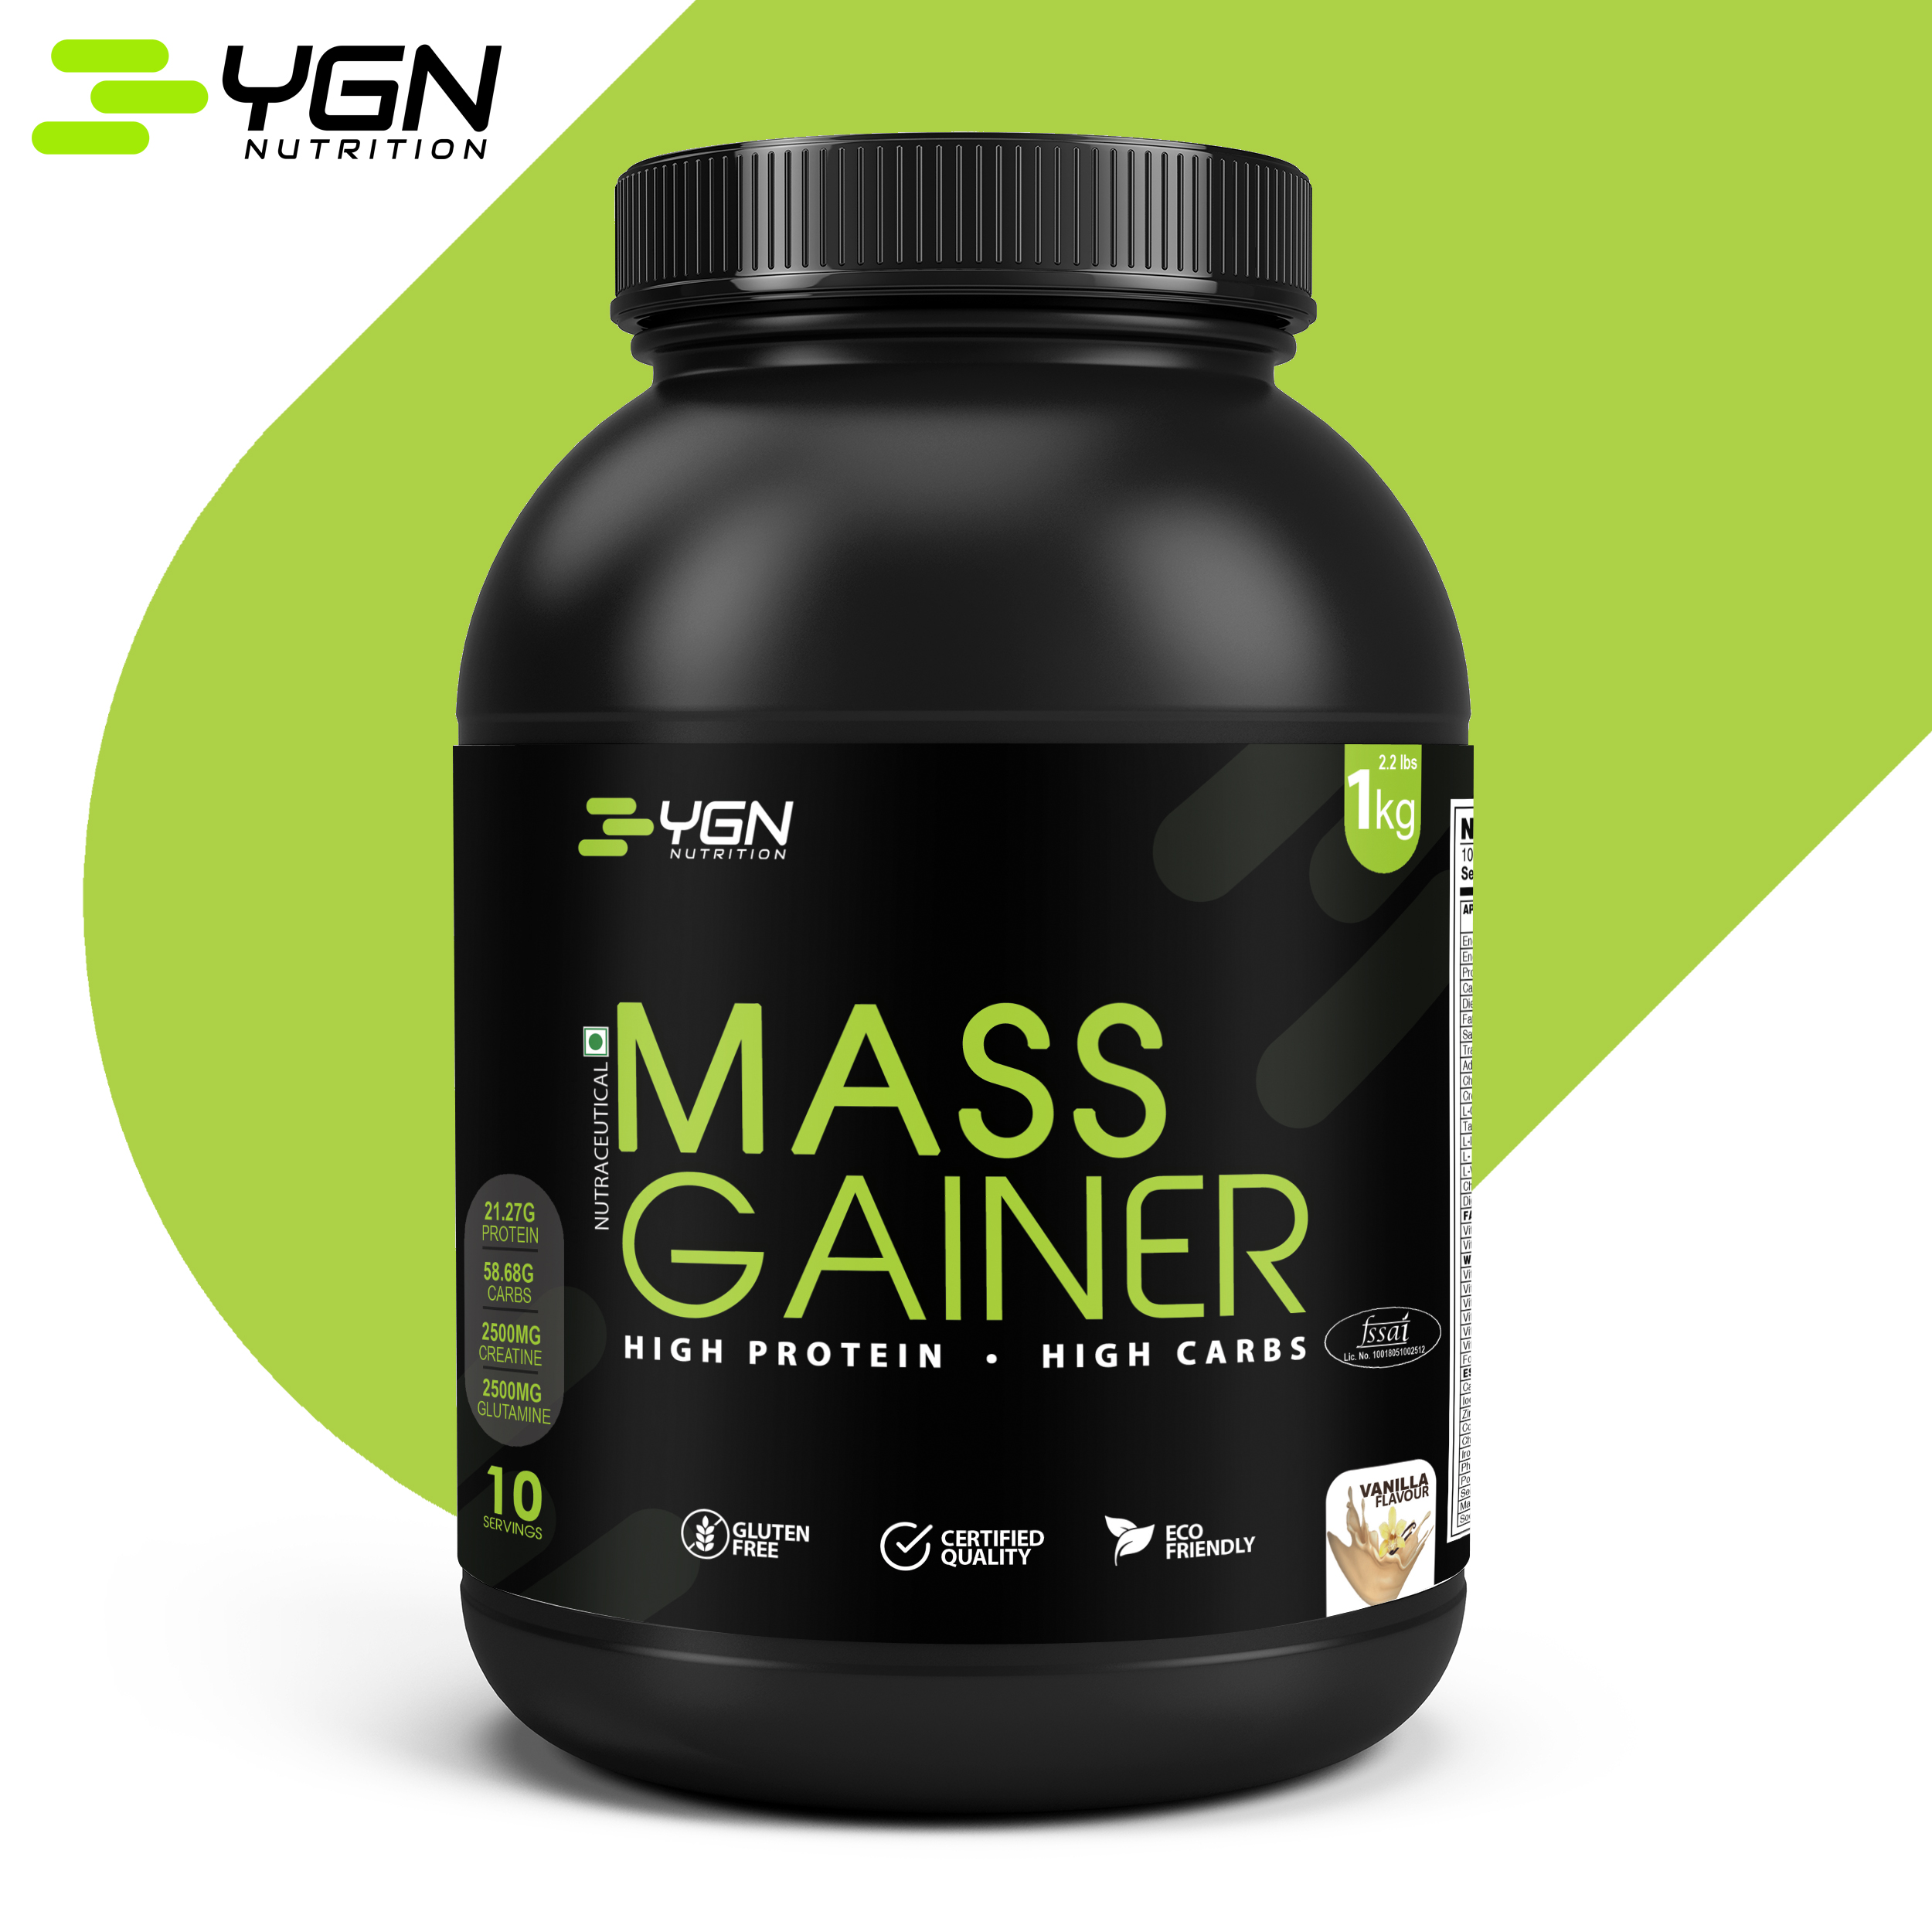 YGN
NUTRITION
YGN
NUTRITION
2.2 lbs
1kg
NUTRACEUTICAL
MASS
GAINER
HIGH PROTEIN • HIGH CARBS
fssai
Lic. No. 10018051002512
21.27G
PROTEIN
58.68G
CARBS
2500MG
CREATINE
2500MG
GLUTAMINE
10
SERVINGS
GLUTEN
FREE
CERTIFIED
QUALITY
ECO
FRIENDLY
VANILLA
FLAVOUR